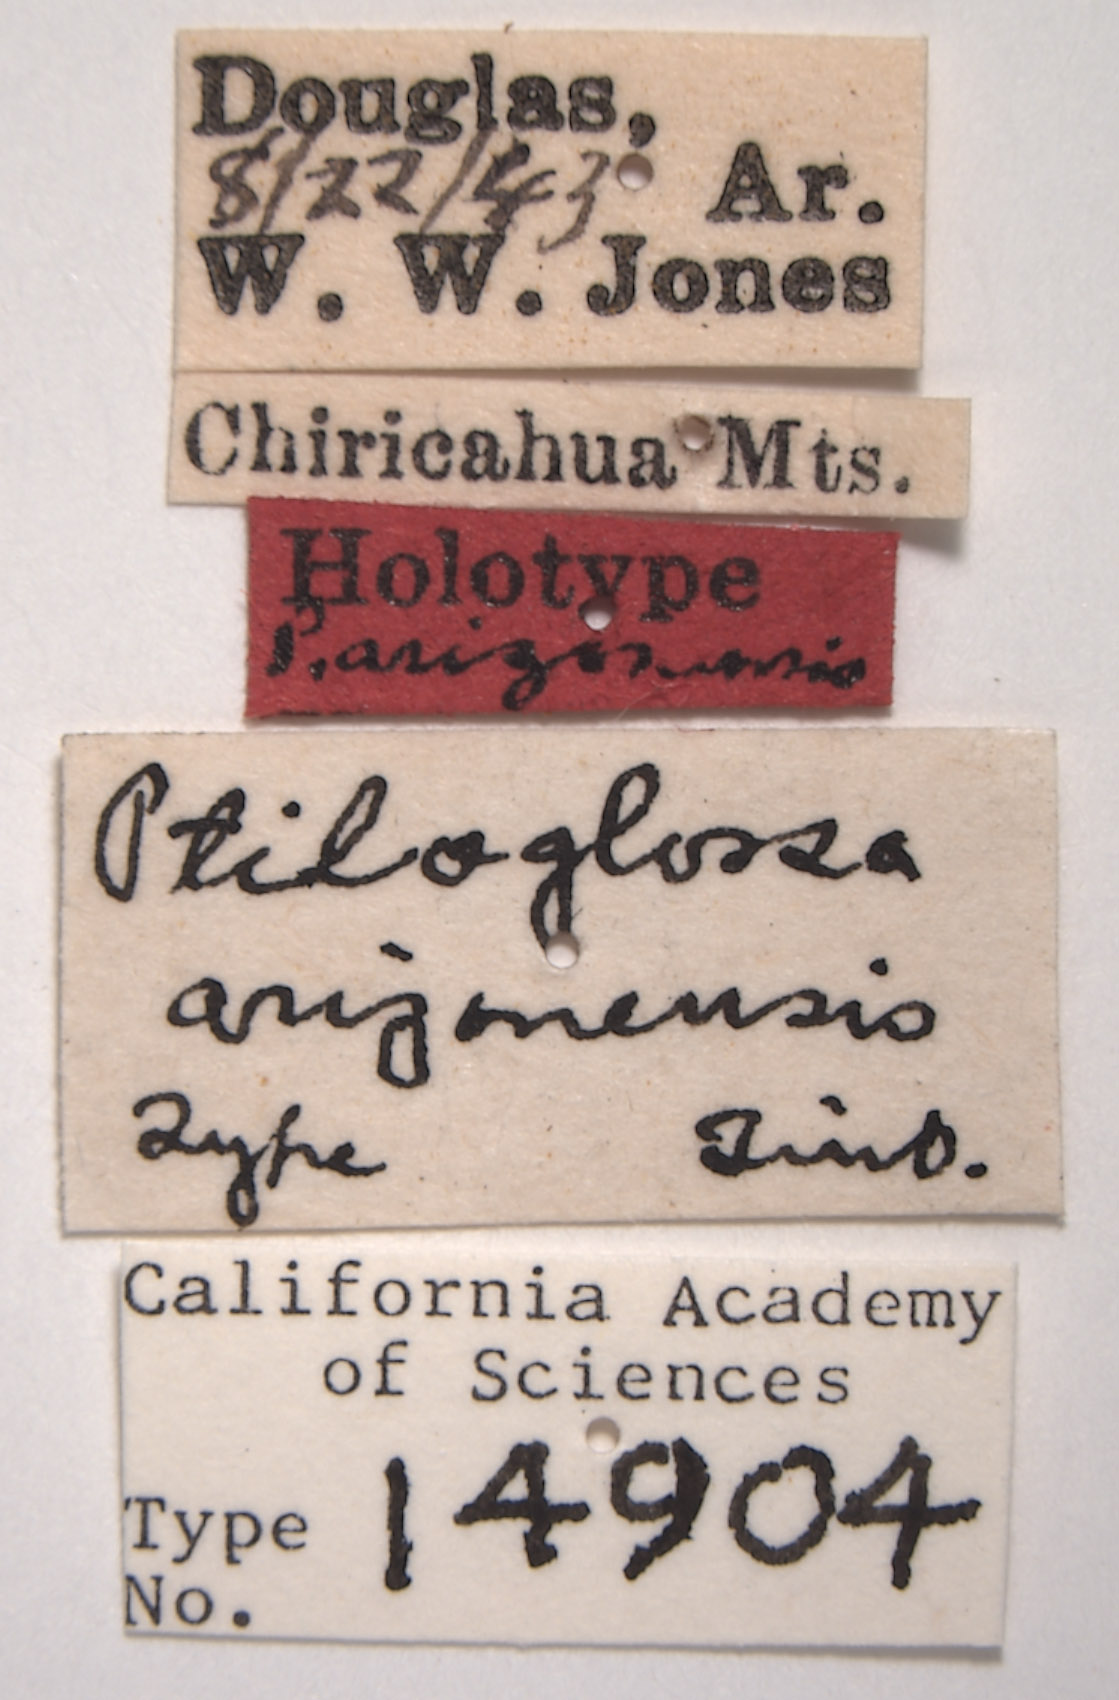 Douglas,
8/22/43 Ar.
W. W. Jones
Chiricahua Mts.
Holotype
P. arizonensis
Ptiloglossa
arizonensis
Type Timb.
California Academy
of Sciences
Type 14904
No.